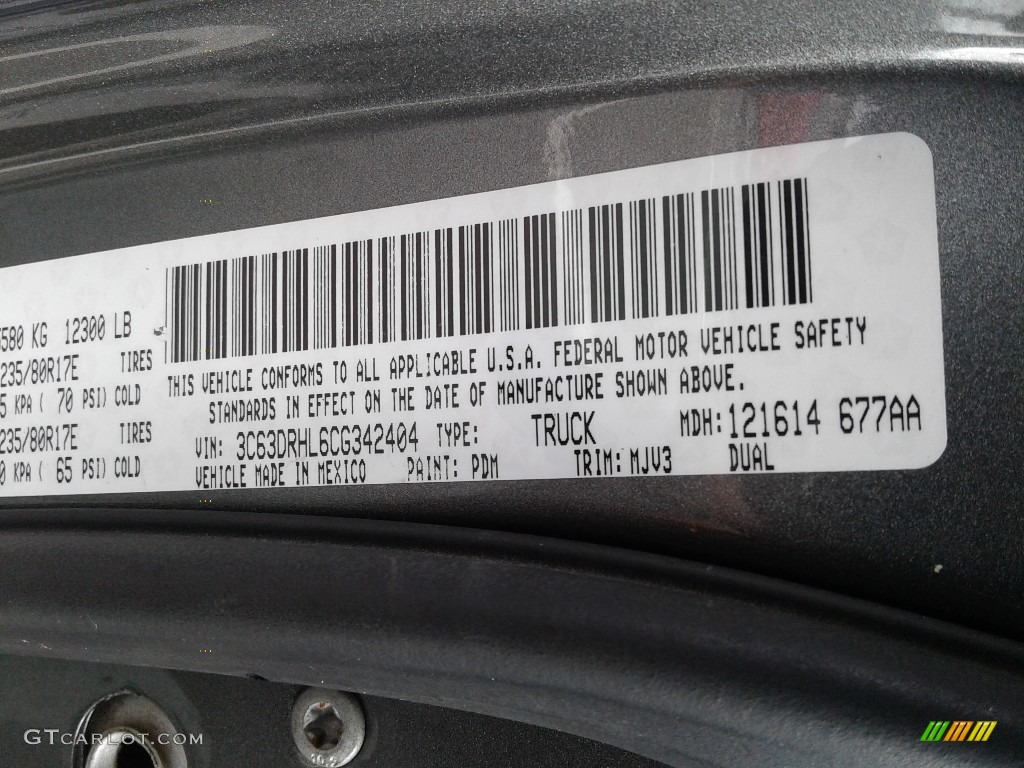 580 KG 12300 LB
235/80R17E TIRES
5 KPA ( 70 PSI) COLD
235/80R17E TIRES
0 KPA ( 65 PSI) COLD
THIS VEHICLE CONFORMS TO ALL APPLICABLE U.S.A. FEDERAL MOTOR VEHICLE SAFETY
STANDARDS IN EFFECT ON THE DATE OF MANUFACTURE SHOWN ABOVE.
VIN: 3C63DRHL6CG342404 TYPE: TRUCK MDH: 121614 677AA
VEHICLE MADE IN MEXICO PAINT: PDM TRIM: MJV3 DUAL
GTCARLOT.COM